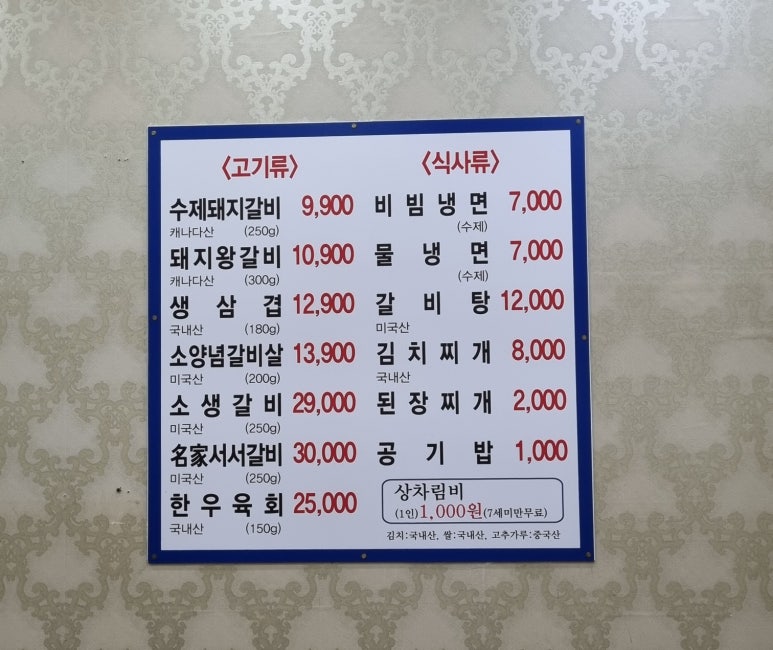 〈고기류〉
수제돼지갈비 9,900
캐나다산 (250g)
돼지왕갈비 10,900
캐나다산 (300g)
생삼겹 12,900
국내산 (180g)
소양념갈비살 13,900
미국산 (200g)
소생갈비 29,000
미국산 (250g)
名家서서갈비 30,000
미국산 (250g)
한우육회 25,000
국내산 (150g)
〈식사류〉
비빔냉면 7,000
(수제)
물냉면 7,000
(수제)
갈비탕 12,000
미국산
김치찌개 8,000
국내산
된장찌개 2,000
공기밥 1,000
상차림비
(1인)1,000원(7세미만무료)
김치:국내산, 쌀:국내산, 고추가루:중국산